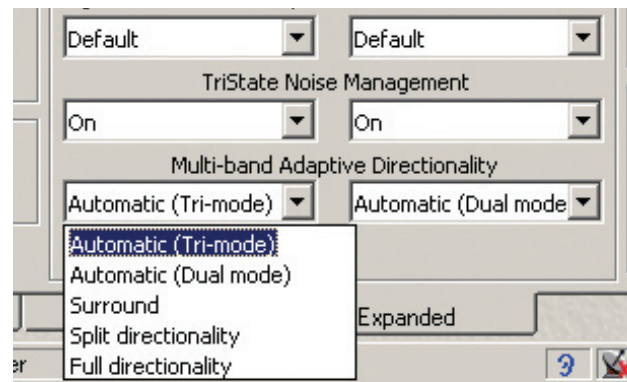 Default Default
TriState Noise Management
On On
Multi-band Adaptive Directionality
Automatic (Tri-mode) Automatic (Dual mode
Automatic (Tri-mode)
Automatic (Dual mode)
Surround
Expanded
Split directionality
er Full directionality